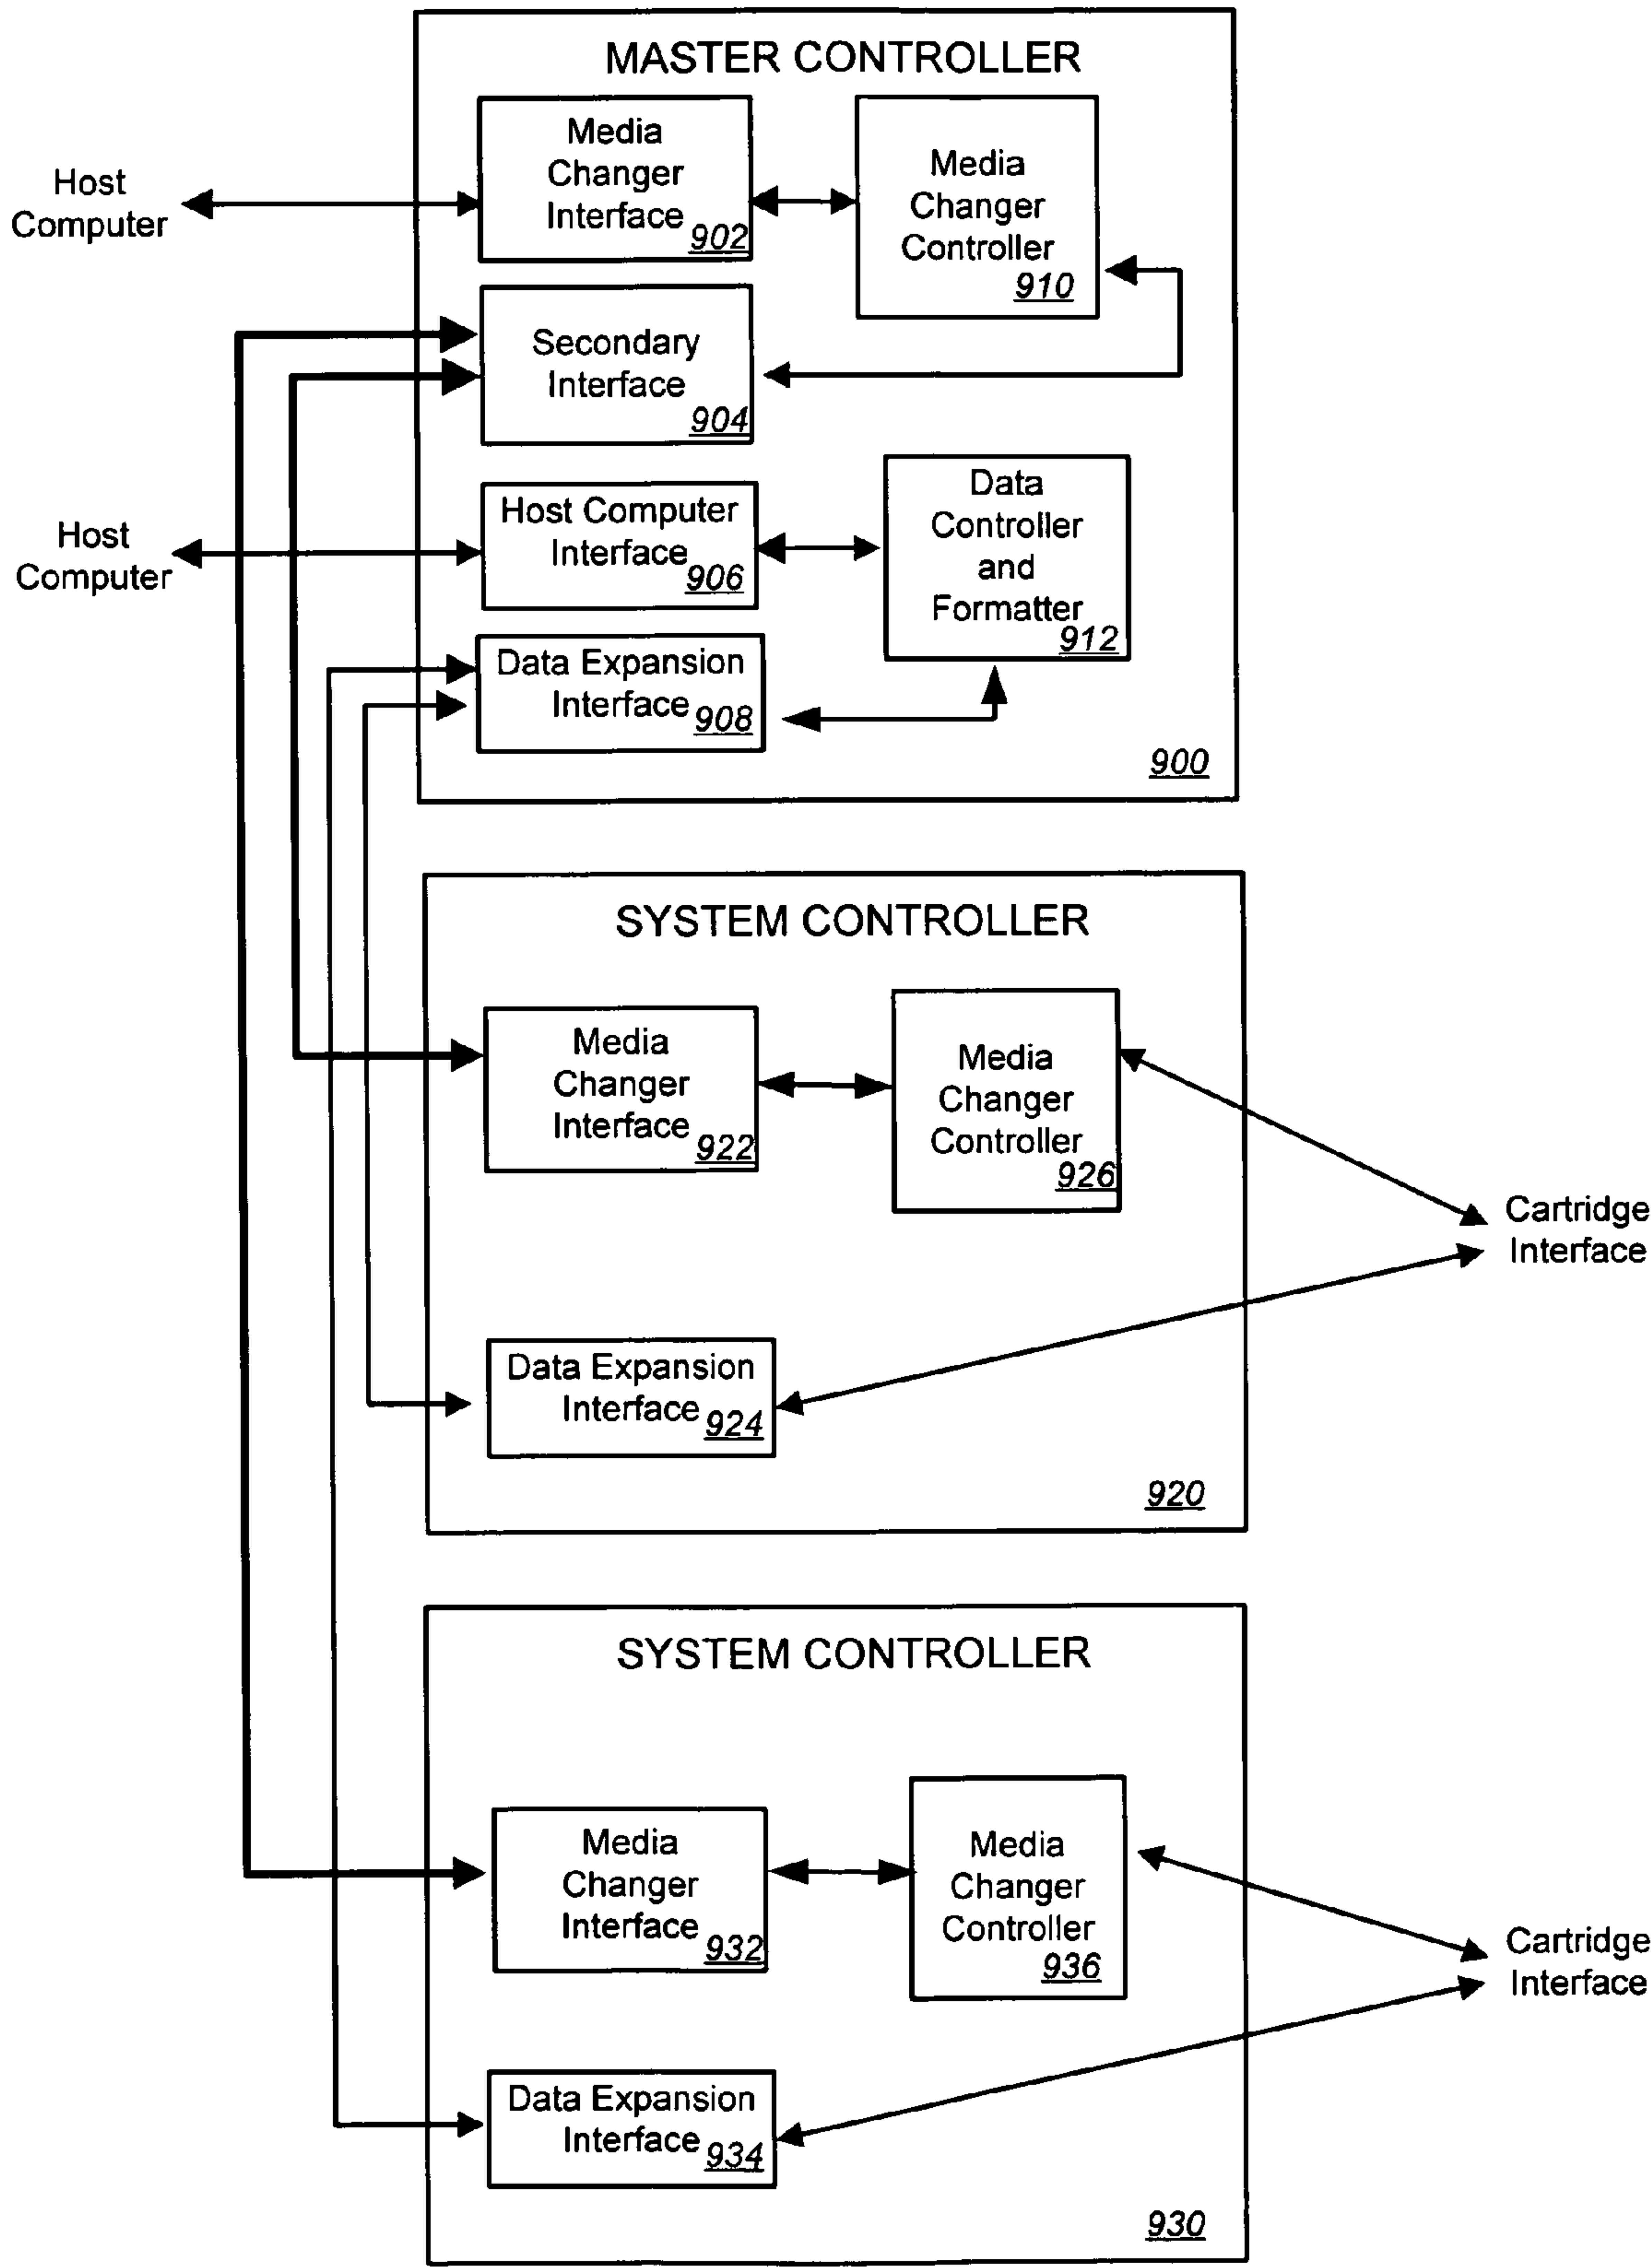 MASTER CONTROLLER
Host
Computer
Media
Changer
Interface
902
Media
Changer
Controller
910
Secondary
Interface
904
Host
Computer
Host Computer
Interface
906
Data
Controller
and
Formatter
912
Data Expansion
Interface
908
900
SYSTEM CONTROLLER
Media
Changer
Interface
922
Media
Changer
Controller
926
Cartridge
Interface
Data Expansion
Interface
924
920
SYSTEM CONTROLLER
Media
Changer
Interface
932
Media
Changer
Controller
936
Cartridge
Interface
Data Expansion
Interface
934
930